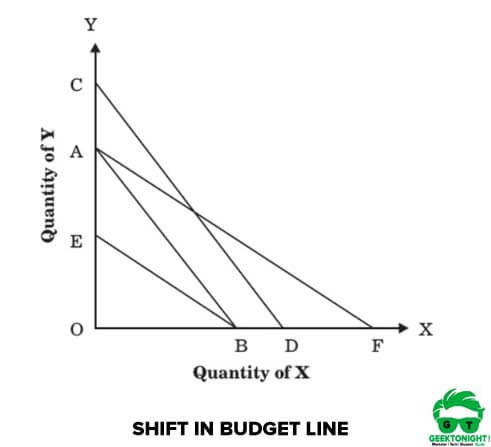 Y
C
A
E
O
Quantity of Y
B
D
F
X
Quantity of X
SHIFT IN BUDGET LINE
G T
GEEKTONIGHT!